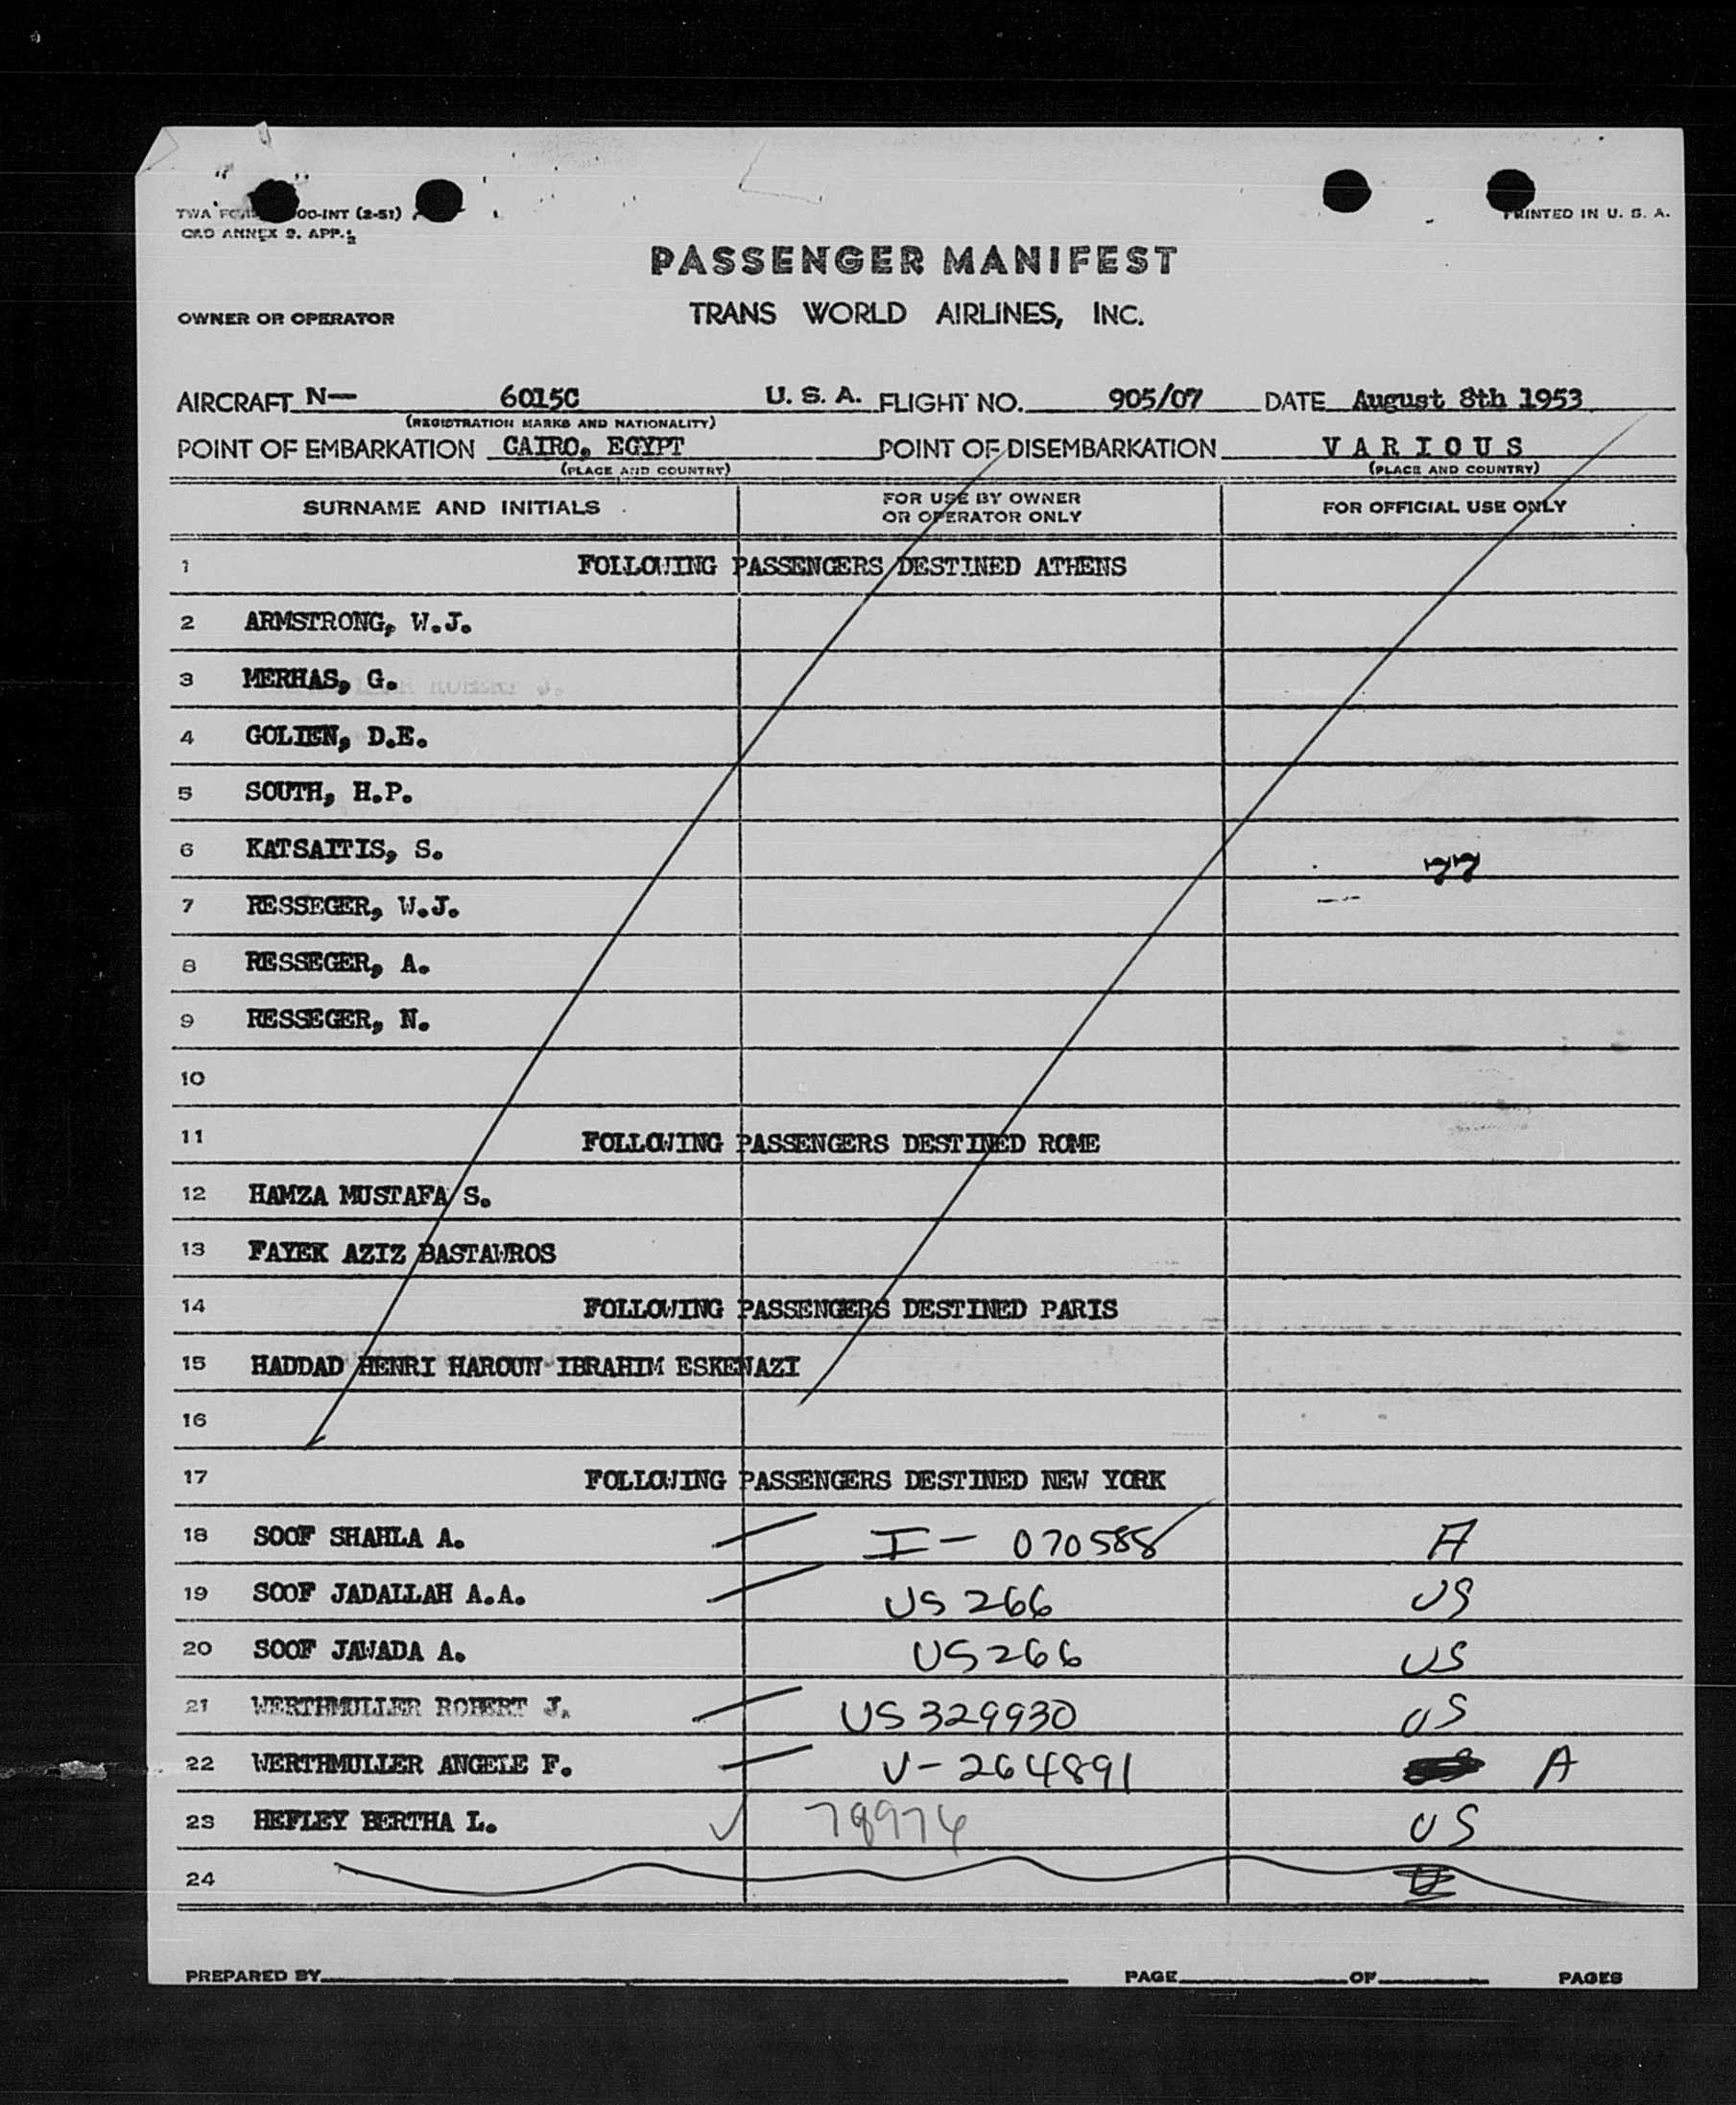 TWA 00-INT (2-51)
ANNEX 9. APP.
PRINTED IN U. S. A.
PASSENGER MANIFEST
OWNER OR OPERATOR TRANS WORLD AIRLINES, INC.
AIRCRAFT N— 6015C U. S. A. FLIGHT NO. 905/07 DATE August 8th 1953
(REGISTRATION MARKS AND NATIONALITY)
POINT OF EMBARKATION CAIRO, EGYPT POINT OF DISEMBARKATION V A R I O U S
(PLACE AND COUNTRY) (PLACE AND COUNTRY)
SURNAME AND INITIALS FOR USE BY OWNER OR OPERATOR ONLY FOR OFFICIAL USE ONLY
1 FOLLOWING PASSENGERS DESTINED ATHENS
2 ARMSTRONG, W.J.
3 MERHAS, G.
4 GOLIEN, D.E.
5 SOUTH, H.P.
6 KATSAITIS, S. 77
7 RESSEGER, W.J.
8 RESSEGER, A.
9 RESSEGER, N.
10
11 FOLLOWING PASSENGERS DESTINED ROME
12 HAMZA MUSTAFA S.
13 FAYEK AZIZ BASTAWROS
14 FOLLOWING PASSENGERS DESTINED PARIS
15 HADDAD HENRI HAROUN IBRAHIM ESKENAZI
16
17 FOLLOWING PASSENGERS DESTINED NEW YORK
18 SOOF SHAHLA A. I - 070588 A
19 SOOF JADALLAH A.A. US 266 US
20 SOOF JAWADA A. US266 US
21 WERTHMULLER ROBERT J. US 329930 US
22 WERTHMULLER ANGELE F. V-264891 A
23 HEFLEY BERTHA L. 78974 US
24
PREPARED BY PAGE OF PAGES